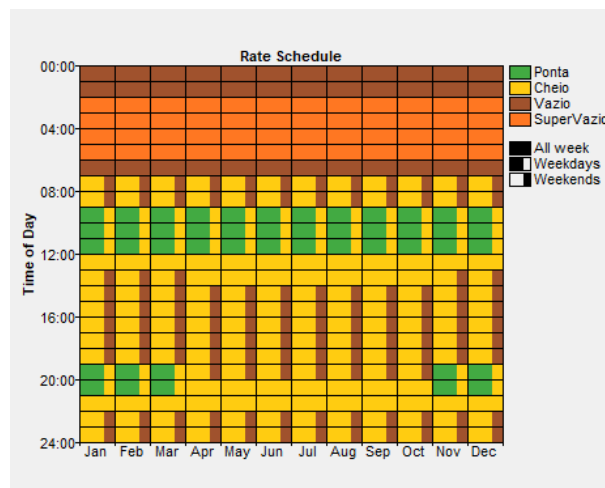 Rate Schedule
00:00
04:00
08:00
12:00
16:00
20:00
24:00
Time of Day
Jan Feb Mar Apr May Jun Jul Aug Sep Oct Nov Dec
Ponta
Cheio
Vazio
SuperVazio
All week
Weekdays
Weekends